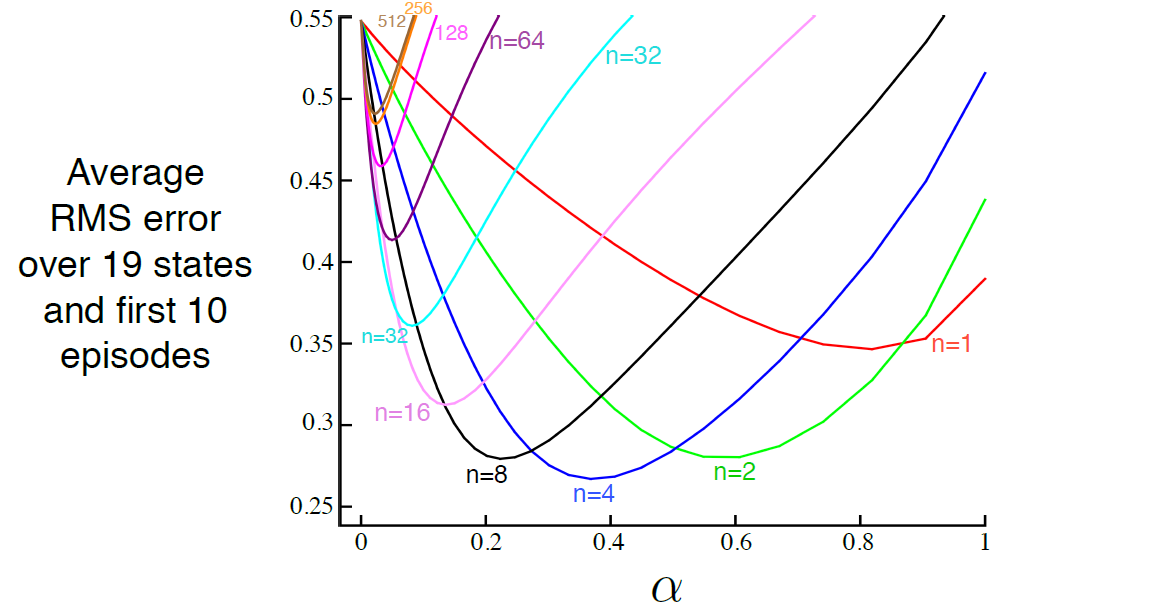 Average
RMS error
over 19 states
and first 10
episodes
0.55
0.5
0.45
0.4
0.35
0.3
0.25
512
256
128
n=64
n=32
n=32
n=16
n=8
n=4
n=2
n=1
0 0.2 0.4 0.6 0.8 1
α